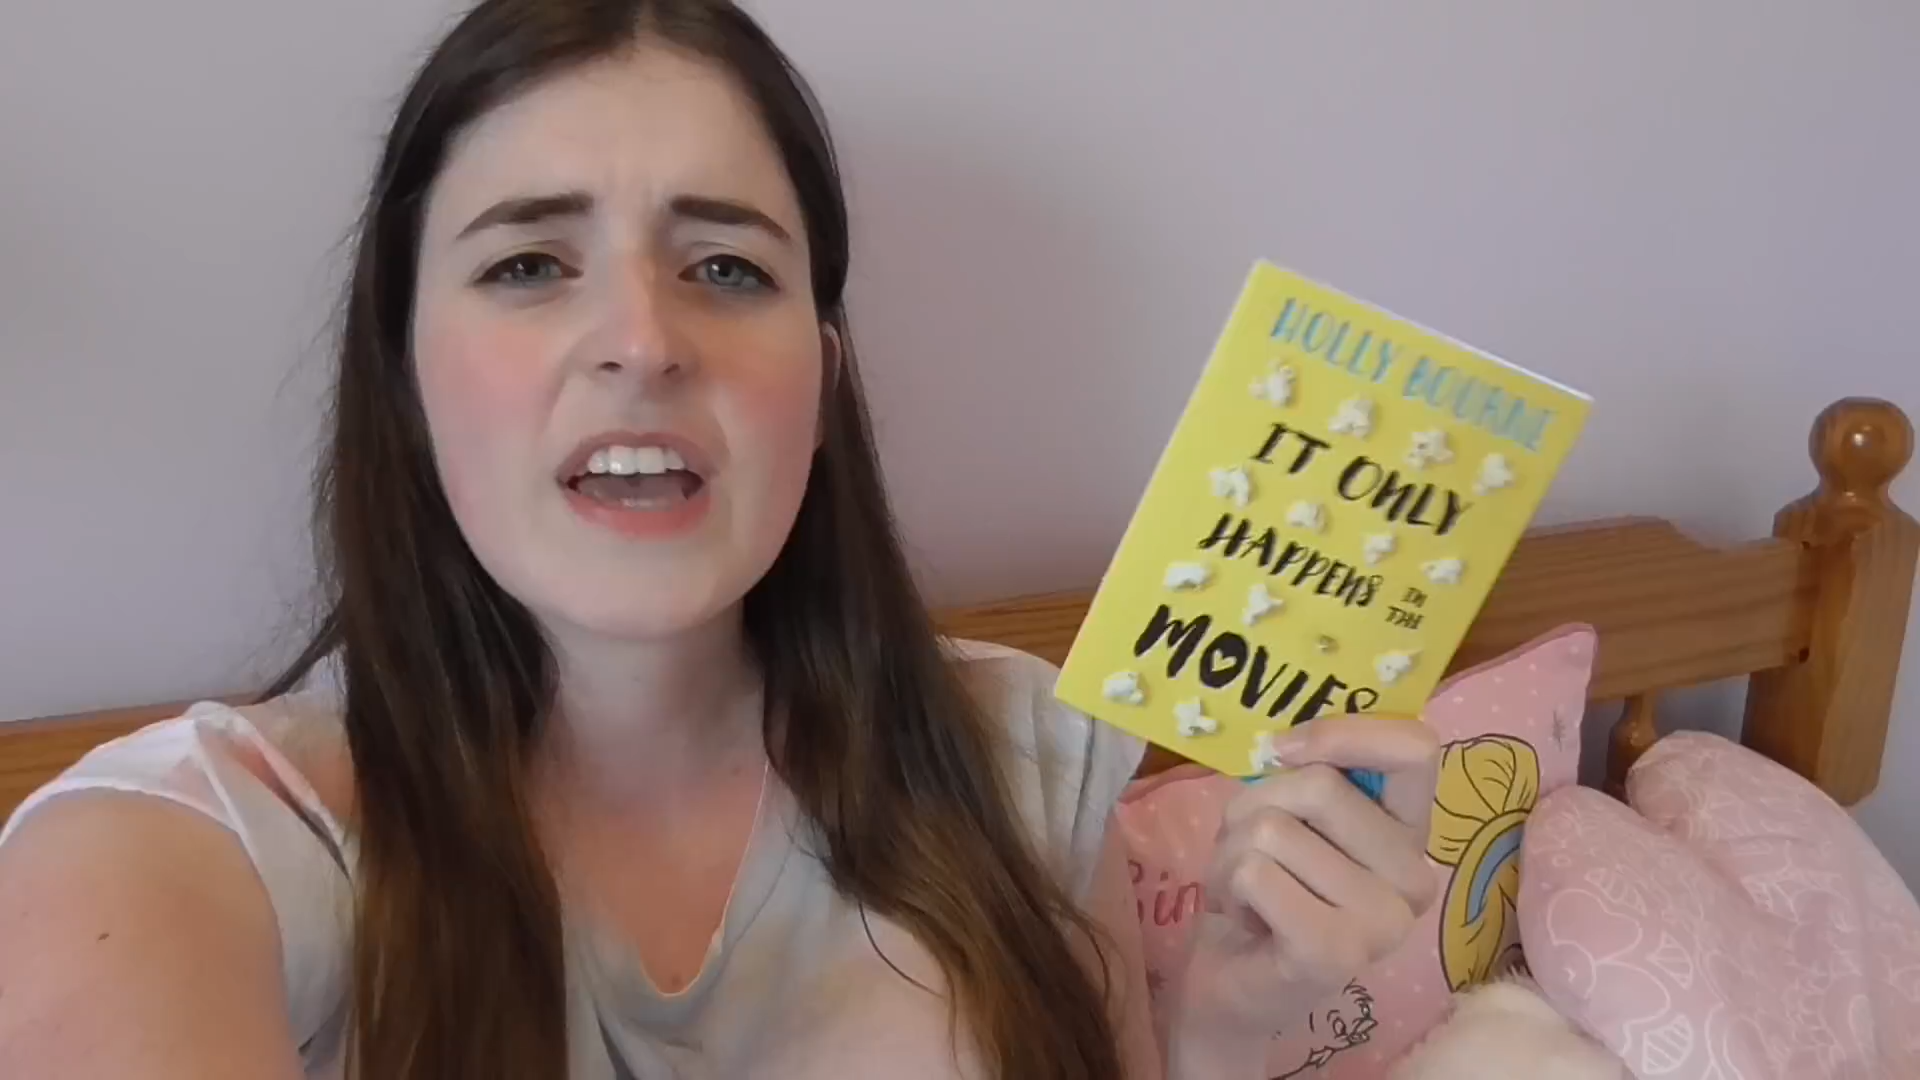 HOLLY BOURNE
IT ONLY
HAPPENS IN
THE
MOVIES